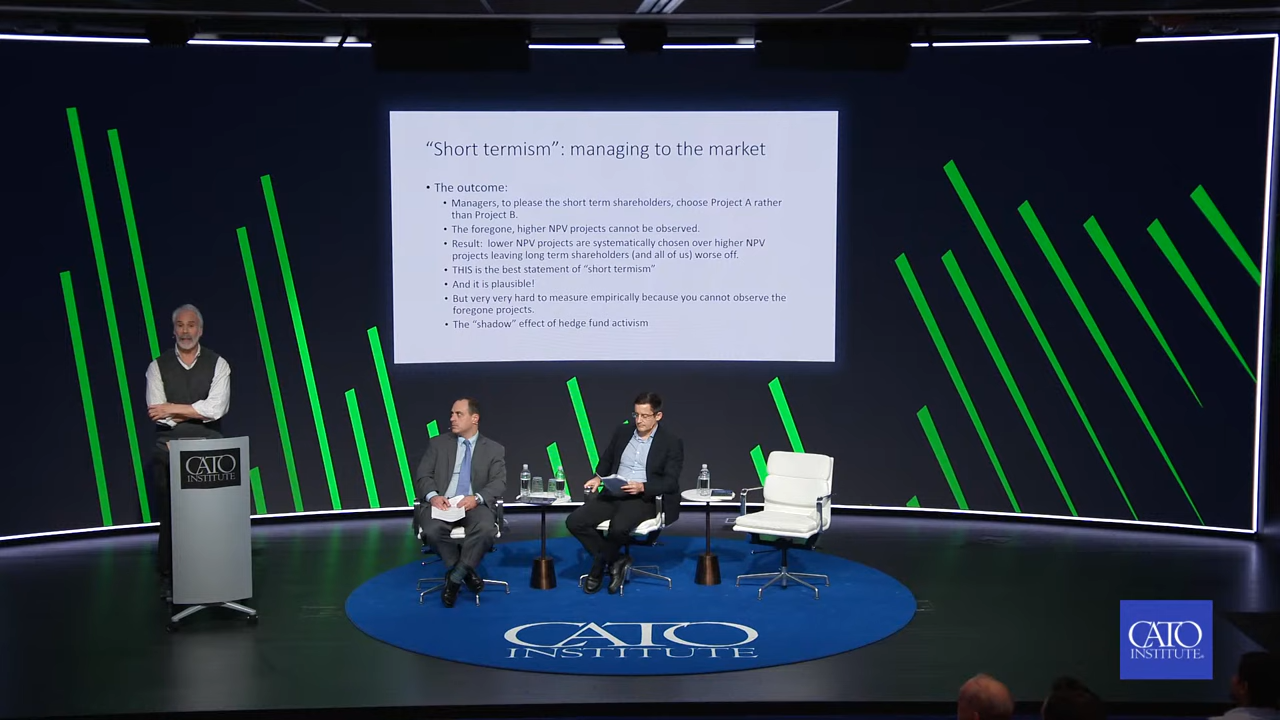 “Short termism”: managing to the market
• The outcome:
• Managers, to please the short term shareholders, choose Project A rather
than Project B.
• The foregone, higher NPV projects cannot be observed.
• Result: lower NPV projects are systematically chosen over higher NPV
projects leaving long term shareholders (and all of us) worse off.
• THIS is the best statement of “short termism”
• And it is plausible!
• But very very hard to measure empirically because you cannot observe the
foregone projects.
• The “shadow” effect of hedge fund activism
CATO
INSTITUTE
CATO
INSTITUTE
CATO
INSTITUTE